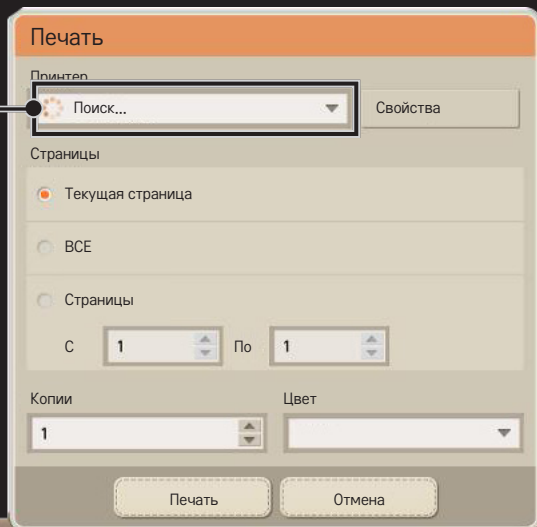 Печать
Принтер
Поиск...
Свойства
Страницы
Текущая страница
ВСЕ
Страницы
С 1 По 1
Копии Цвет
1
Печать Отмена